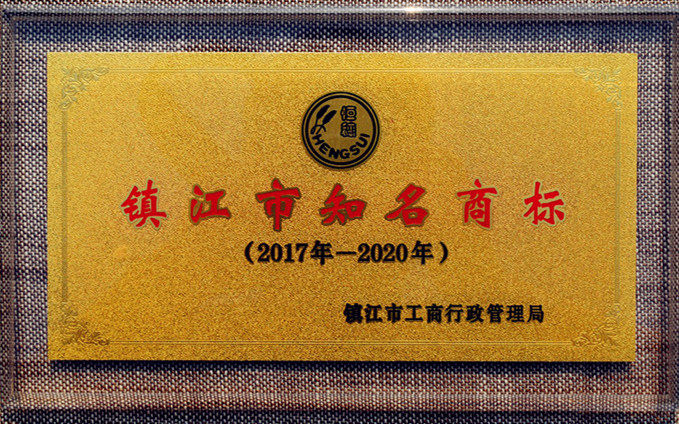 恒顺
HENGSUI
镇江市知名商标
（2017年—2020年）
镇江市工商行政管理局